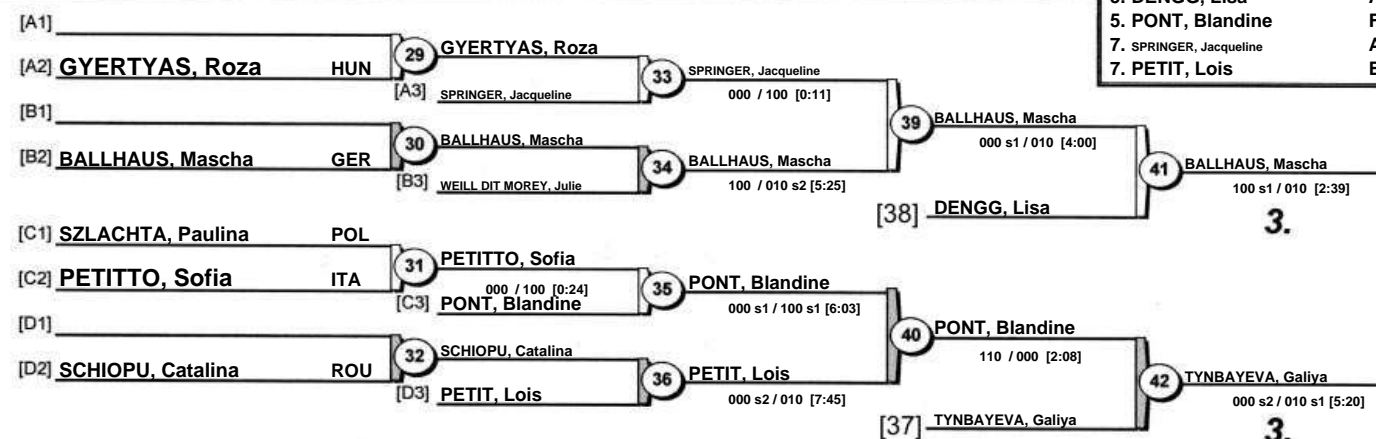 5. PONT, Blandine
7. SPRINGER, Jacqueline
7. PETIT, Lois
[A1]
[A2] GYERTYAS, Roza HUN
29
GYERTYAS, Roza
[A3] SPRINGER, Jacqueline
33
SPRINGER, Jacqueline
000 / 100 [0:11]
[B1]
[B2] BALLHAUS, Mascha GER
30
BALLHAUS, Mascha
[B3] WEILL DIT MOREY, Julie
34
BALLHAUS, Mascha
100 / 010 s2 [5:25]
39
BALLHAUS, Mascha
000 s1 / 010 [4:00]
[38] DENGG, Lisa
41
BALLHAUS, Mascha
100 s1 / 010 [2:39]
3.
[C1] SZLACHTA, Paulina POL
[C2] PETITTO, Sofia ITA
31
PETITTO, Sofia
000 / 100 [0:24]
[C3] PONT, Blandine
35
PONT, Blandine
000 s1 / 100 s1 [6:03]
[D1]
[D2] SCHIOPU, Catalina ROU
32
SCHIOPU, Catalina
[D3] PETIT, Lois
36
PETIT, Lois
000 s2 / 010 [7:45]
40
PONT, Blandine
110 / 000 [2:08]
[37] TYNBAYEVA, Galiya
42
TYNBAYEVA, Galiya
000 s2 / 010 s1 [5:20]
3.